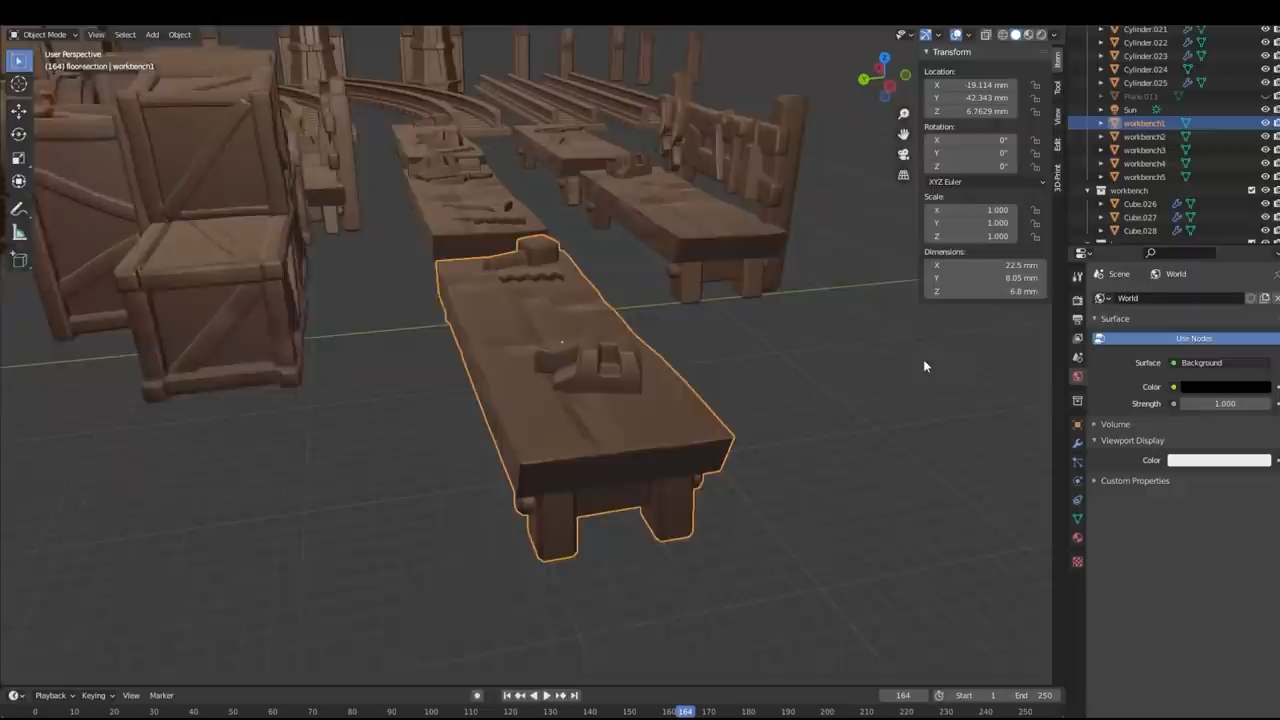 Object Mode View Select Add Object
User Perspective
(164) floorsection | workbench1
Transform
Location:
X -19.114 mm
Y -42.343 mm
Z 6.7629 mm
Rotation:
X 0°
Y 0°
Z 0°
XYZ Euler
Scale:
X 1.000
Y 1.000
Z 1.000
Dimensions:
X 22.5 mm
Y 8.05 mm
Z 6.8 mm
Item
Tool
View
Edit
3D-Print
Cylinder.021
Cylinder.022
Cylinder.023
Cylinder.024
Cylinder.025
Plane.011
Sun
workbench1
workbench2
workbench3
workbench4
workbench5
workbench
Cube.026
Cube.027
Cube.028
Scene World
World
Surface
Use Nodes
Surface Background
Color
Strength 1.000
Volume
Viewport Display
Color
Custom Properties
Playback Keying View Marker
164 Start 1 End 250
0 10 20 30 40 50 60 70 80 90 100 110 120 130 140 150 160 164 170 180 190 200 210 220 230 240 250